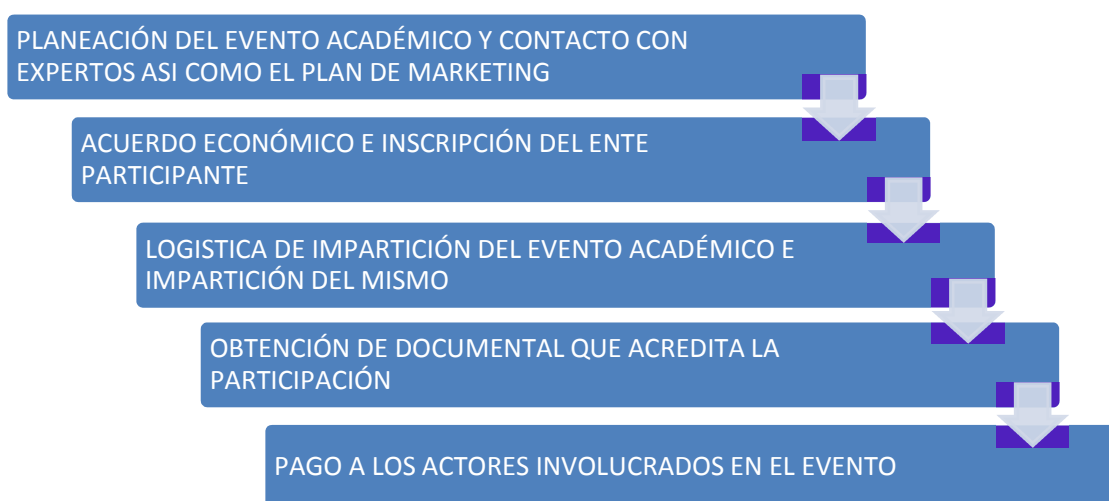 PLANEACIÓN DEL EVENTO ACADÉMICO Y CONTACTO CON
EXPERTOS ASI COMO EL PLAN DE MARKETING
ACUERDO ECONÓMICO E INSCRIPCIÓN DEL ENTE
PARTICIPANTE
LOGISTICA DE IMPARTICIÓN DEL EVENTO ACADÉMICO E
IMPARTICIÓN DEL MISMO
OBTENCIÓN DE DOCUMENTAL QUE ACREDITA LA
PARTICIPACIÓN
PAGO A LOS ACTORES INVOLUCRADOS EN EL EVENTO